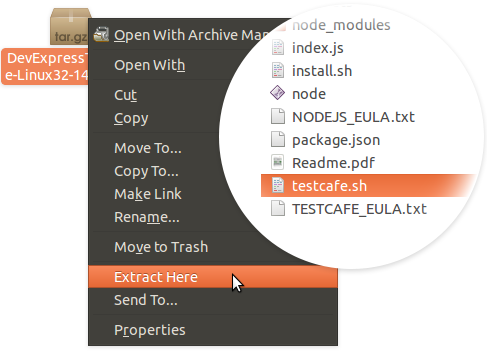 tar.gz
DevExpressT
e-Linux32-14
Open With Archive Man
Open With
Cut
Copy
Move To...
Copy To...
Make Link
Rename...
Move to Trash
Extract Here
Send To...
Properties
node_modules
index.js
install.sh
node
NODEJS_EULA.txt
package.json
Readme.pdf
testcafe.sh
TESTCAFE_EULA.txt